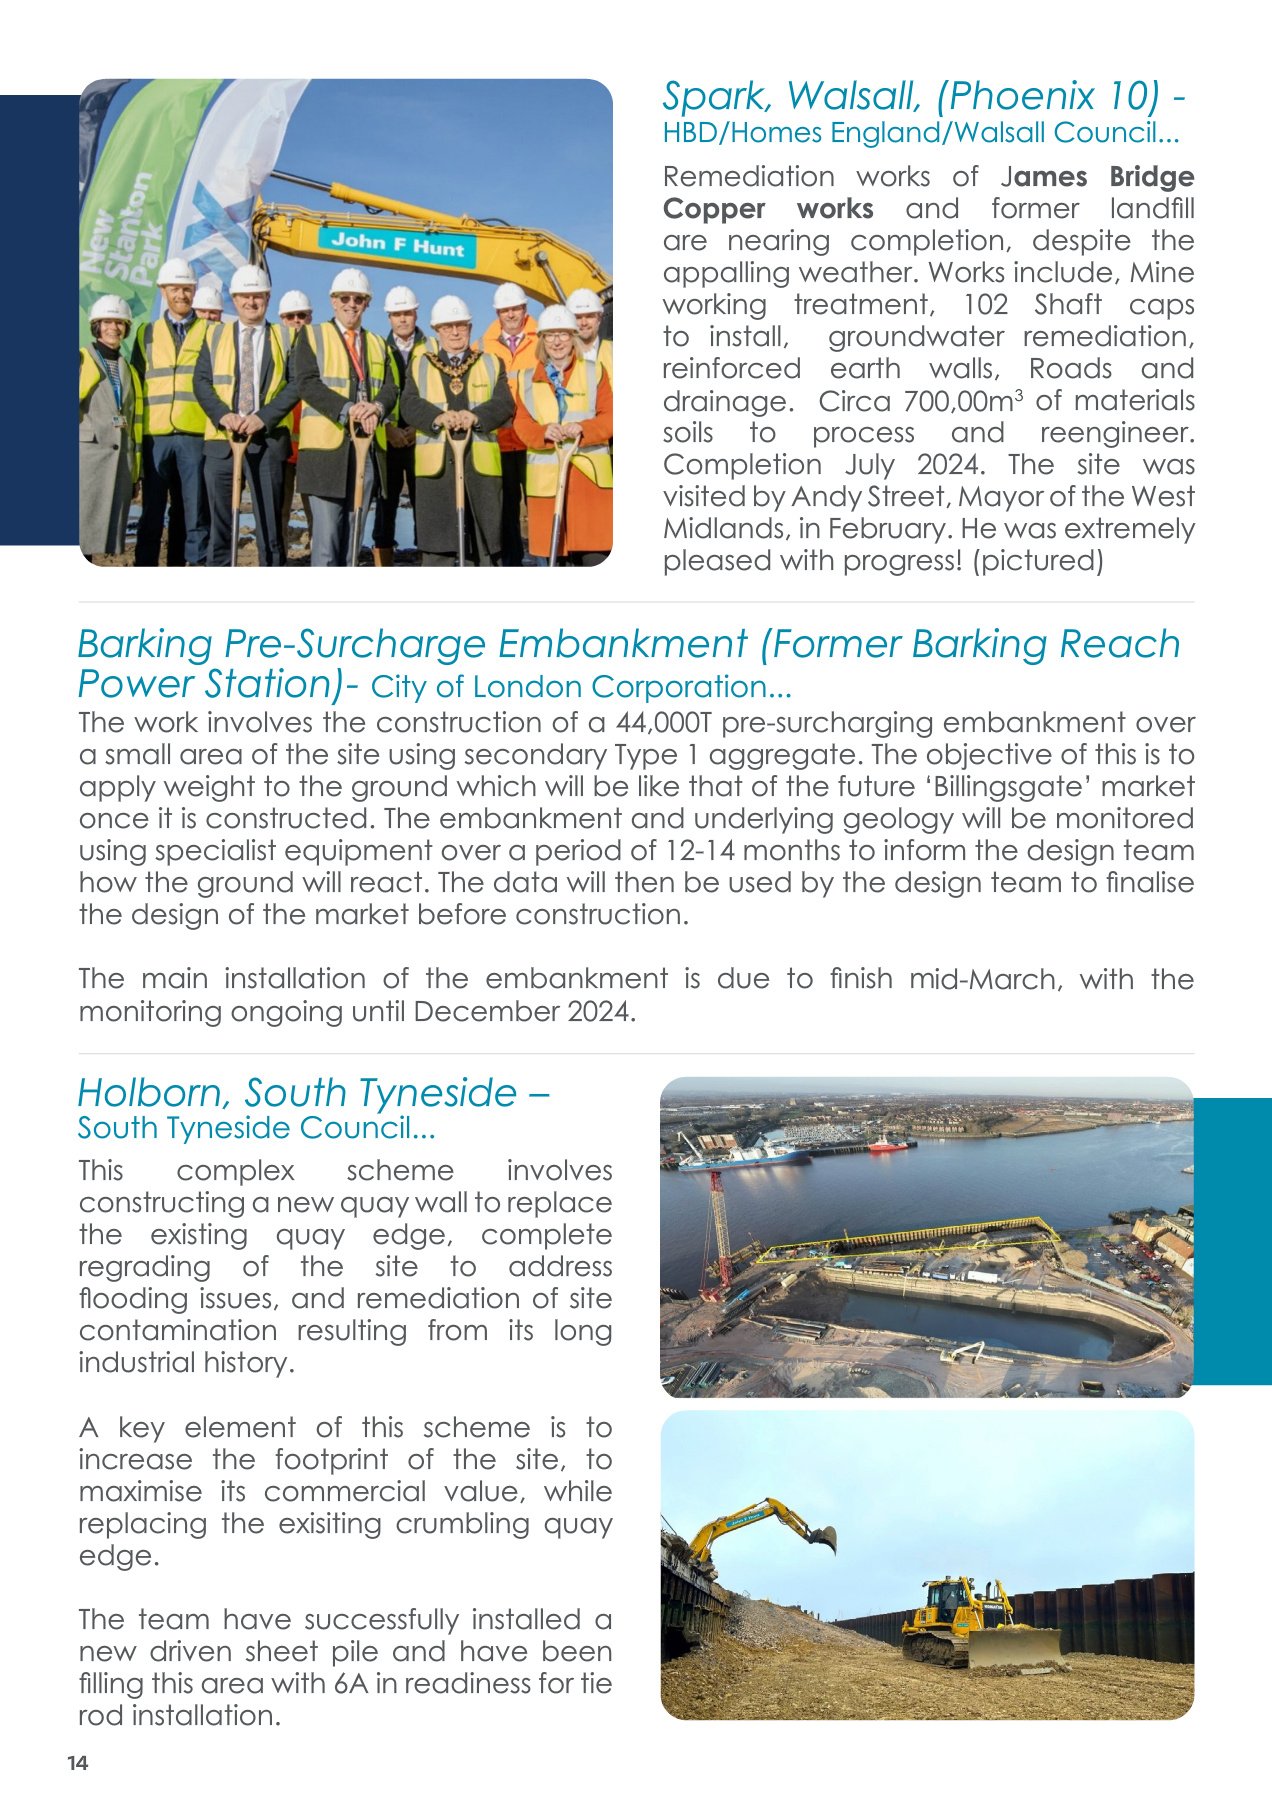 New
Stanton
Park
John F Hunt
Spark, Walsall, (Phoenix 10) -
HBD/Homes England/Walsall Council...
Remediation works of James Bridge
Copper works and former landfill
are nearing completion, despite the
appalling weather. Works include, Mine
working treatment, 102 Shaft caps
to install, groundwater remediation,
reinforced earth walls, Roads and
drainage. Circa 700,00m³ of materials
soils to process and reengineer.
Completion July 2024. The site was
visited by Andy Street, Mayor of the West
Midlands, in February. He was extremely
pleased with progress! (pictured)
Barking Pre-Surcharge Embankment (Former Barking Reach
Power Station)- City of London Corporation...
The work involves the construction of a 44,000T pre-surcharging embankment over
a small area of the site using secondary Type 1 aggregate. The objective of this is to
apply weight to the ground which will be like that of the future ‘Billingsgate’ market
once it is constructed. The embankment and underlying geology will be monitored
using specialist equipment over a period of 12-14 months to inform the design team
how the ground will react. The data will then be used by the design team to finalise
the design of the market before construction.
The main installation of the embankment is due to finish mid-March, with the
monitoring ongoing until December 2024.
Holborn, South Tyneside –
South Tyneside Council...
This complex scheme involves
constructing a new quay wall to replace
the existing quay edge, complete
regrading of the site to address
flooding issues, and remediation of site
contamination resulting from its long
industrial history.
A key element of this scheme is to
increase the footprint of the site, to
maximise its commercial value, while
replacing the exisiting crumbling quay
edge.
The team have successfully installed a
new driven sheet pile and have been
filling this area with 6A in readiness for tie
rod installation.
John F Hunt
KOMATSU
14